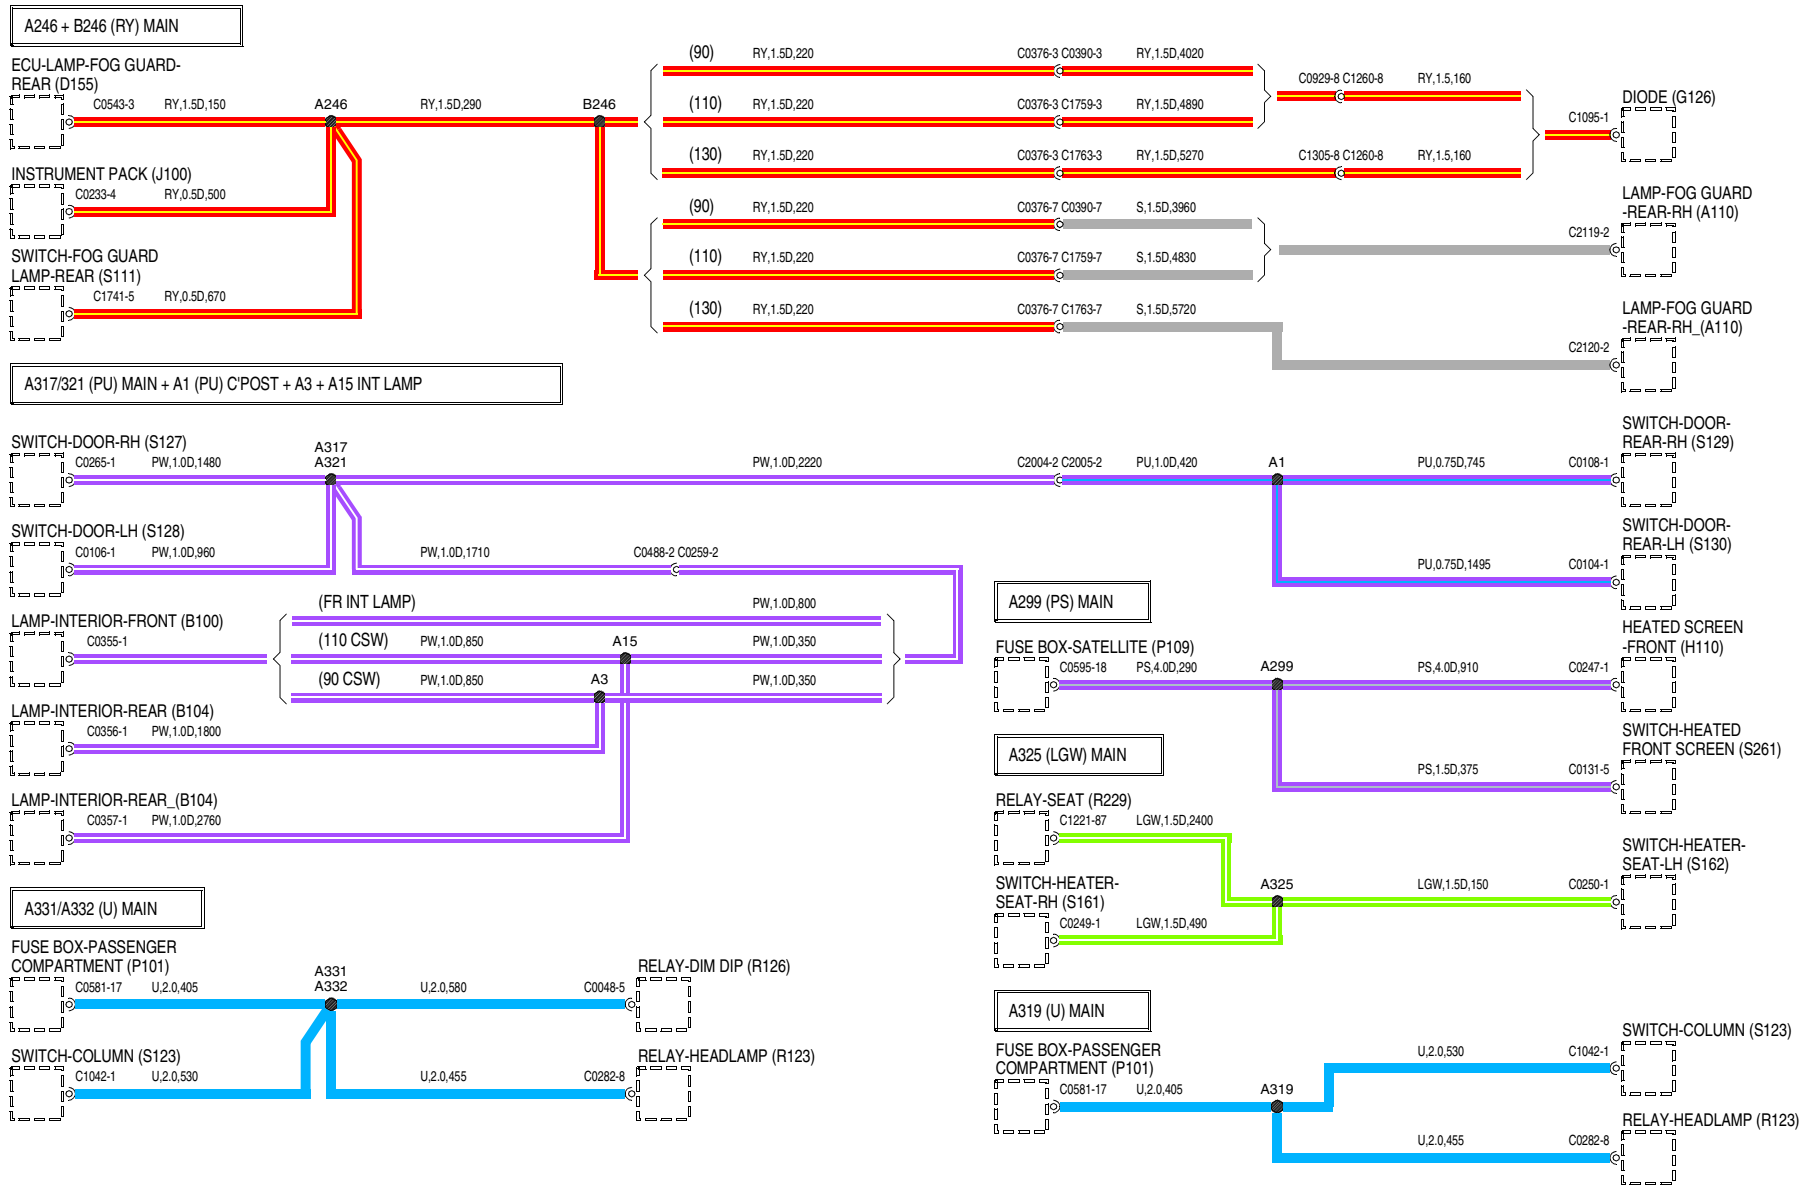 A246 + B246 (RY) MAIN
ECU-LAMP-FOG GUARD-
REAR (D155)
C0543-3 RY,1.5D,150 A246 RY,1.5D,290 B246
INSTRUMENT PACK (J100)
C0233-4 RY,0.5D,500
SWITCH-FOG GUARD
LAMP-REAR (S111)
C1741-5 RY,0.5D,670
(90) RY,1.5D,220 C0376-3 C0390-3 RY,1.5D,4020
(110) RY,1.5D,220 C0376-3 C1759-3 RY,1.5D,4890
(130) RY,1.5D,220 C0376-3 C1763-3 RY,1.5D,5270 C1305-8 C1260-8 RY,1.5,160
C0929-8 C1260-8 RY,1.5,160
DIODE (G126)
C1095-1
(90) RY,1.5D,220 C0376-7 C0390-7 S,1.5D,3960
(110) RY,1.5D,220 C0376-7 C1759-7 S,1.5D,4830
(130) RY,1.5D,220 C0376-7 C1763-7 S,1.5D,5720
LAMP-FOG GUARD
-REAR-RH (A110)
C2119-2
LAMP-FOG GUARD
-REAR-RH_(A110)
C2120-2
A317/321 (PU) MAIN + A1 (PU) C'POST + A3 + A15 INT LAMP
SWITCH-DOOR-RH (S127)
C0265-1 PW,1.0D,1480
A317
A321
PW,1.0D,2220 C2004-2 C2005-2 PU,1.0D,420 A1 PU,0.75D,745 C0108-1
SWITCH-DOOR-
REAR-RH (S129)
SWITCH-DOOR-LH (S128)
C0106-1 PW,1.0D,960 PW,1.0D,1710 C0488-2 C0259-2
SWITCH-DOOR-
REAR-LH (S130)
PU,0.75D,1495 C0104-1
LAMP-INTERIOR-FRONT (B100)
C0355-1
(FR INT LAMP) PW,1.0D,800
(110 CSW) PW,1.0D,850 A15 PW,1.0D,350
(90 CSW) PW,1.0D,850 A3 PW,1.0D,350
LAMP-INTERIOR-REAR (B104)
C0356-1 PW,1.0D,1800
LAMP-INTERIOR-REAR_(B104)
C0357-1 PW,1.0D,2760
A299 (PS) MAIN
FUSE BOX-SATELLITE (P109)
C0595-18 PS,4.0D,290 A299 PS,4.0D,910 C0247-1
HEATED SCREEN
-FRONT (H110)
SWITCH-HEATED
FRONT SCREEN (S261)
PS,1.5D,375 C0131-5
A325 (LGW) MAIN
RELAY-SEAT (R229)
C1221-87 LGW,1.5D,2400
SWITCH-HEATER-
SEAT-RH (S161)
C0249-1 LGW,1.5D,490
A325 LGW,1.5D,150 C0250-1
SWITCH-HEATER-
SEAT-LH (S162)
A331/A332 (U) MAIN
FUSE BOX-PASSENGER
COMPARTMENT (P101)
C0581-17 U,2.0,405
A331
A332
U,2.0,580 C0048-5
RELAY-DIM DIP (R126)
SWITCH-COLUMN (S123)
C1042-1 U,2.0,530 U,2.0,455 C0282-8
RELAY-HEADLAMP (R123)
A319 (U) MAIN
FUSE BOX-PASSENGER
COMPARTMENT (P101)
C0581-17 U,2.0,405 A319
SWITCH-COLUMN (S123)
U,2.0,530 C1042-1
RELAY-HEADLAMP (R123)
U,2.0,455 C0282-8